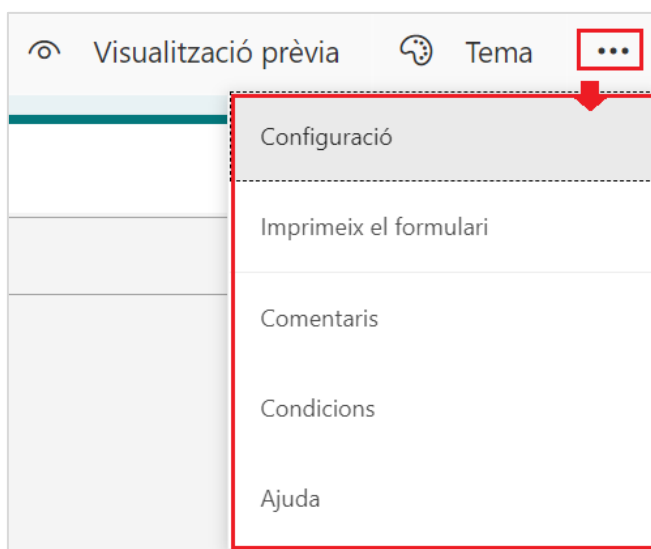 Visualització prèvia Tema •••
Configuració
Imprimeix el formulari
Comentaris
Condicions
Ajuda